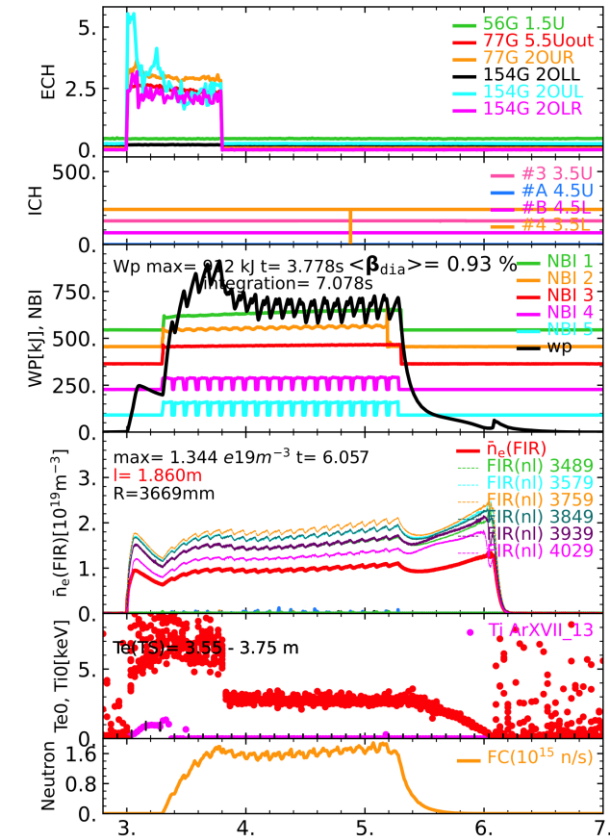 ECH
5.
2.5
0.
56G 1.5U
77G 5.5Uout
77G 2OUR
154G 2OLL
154G 2OUL
154G 2OLR
ICH
500.
0.
#3 3.5U
#A 4.5U
#B 4.5L
#4 3.5L
WP[kJ], NBI
750.
500.
250.
0.
Wp max= kJ t= 3.778s <β dia>= 0.93 %
integration= 7.078s
NBI 1
NBI 2
NBI 3
NBI 4
NBI 5
wp
n̄e(FIR)[10^19 m^-3]
3.
2.
1.
0.
max= 1.344 e19m^-3 t= 6.057
l= 1.860m
R=3669mm
n̄e(FIR)
FIR(nl) 3489
FIR(nl) 3579
FIR(nl) 3759
FIR(nl) 3849
FIR(nl) 3939
FIR(nl) 4029
Te0, Ti0[keV]
5.
0.
Te(TS)= 3.55 - 3.75 m
Ti ArXVII_13
Neutron
1.6
0.8
0.
FC(10^15 n/s)
3. 4. 5. 6. 7.